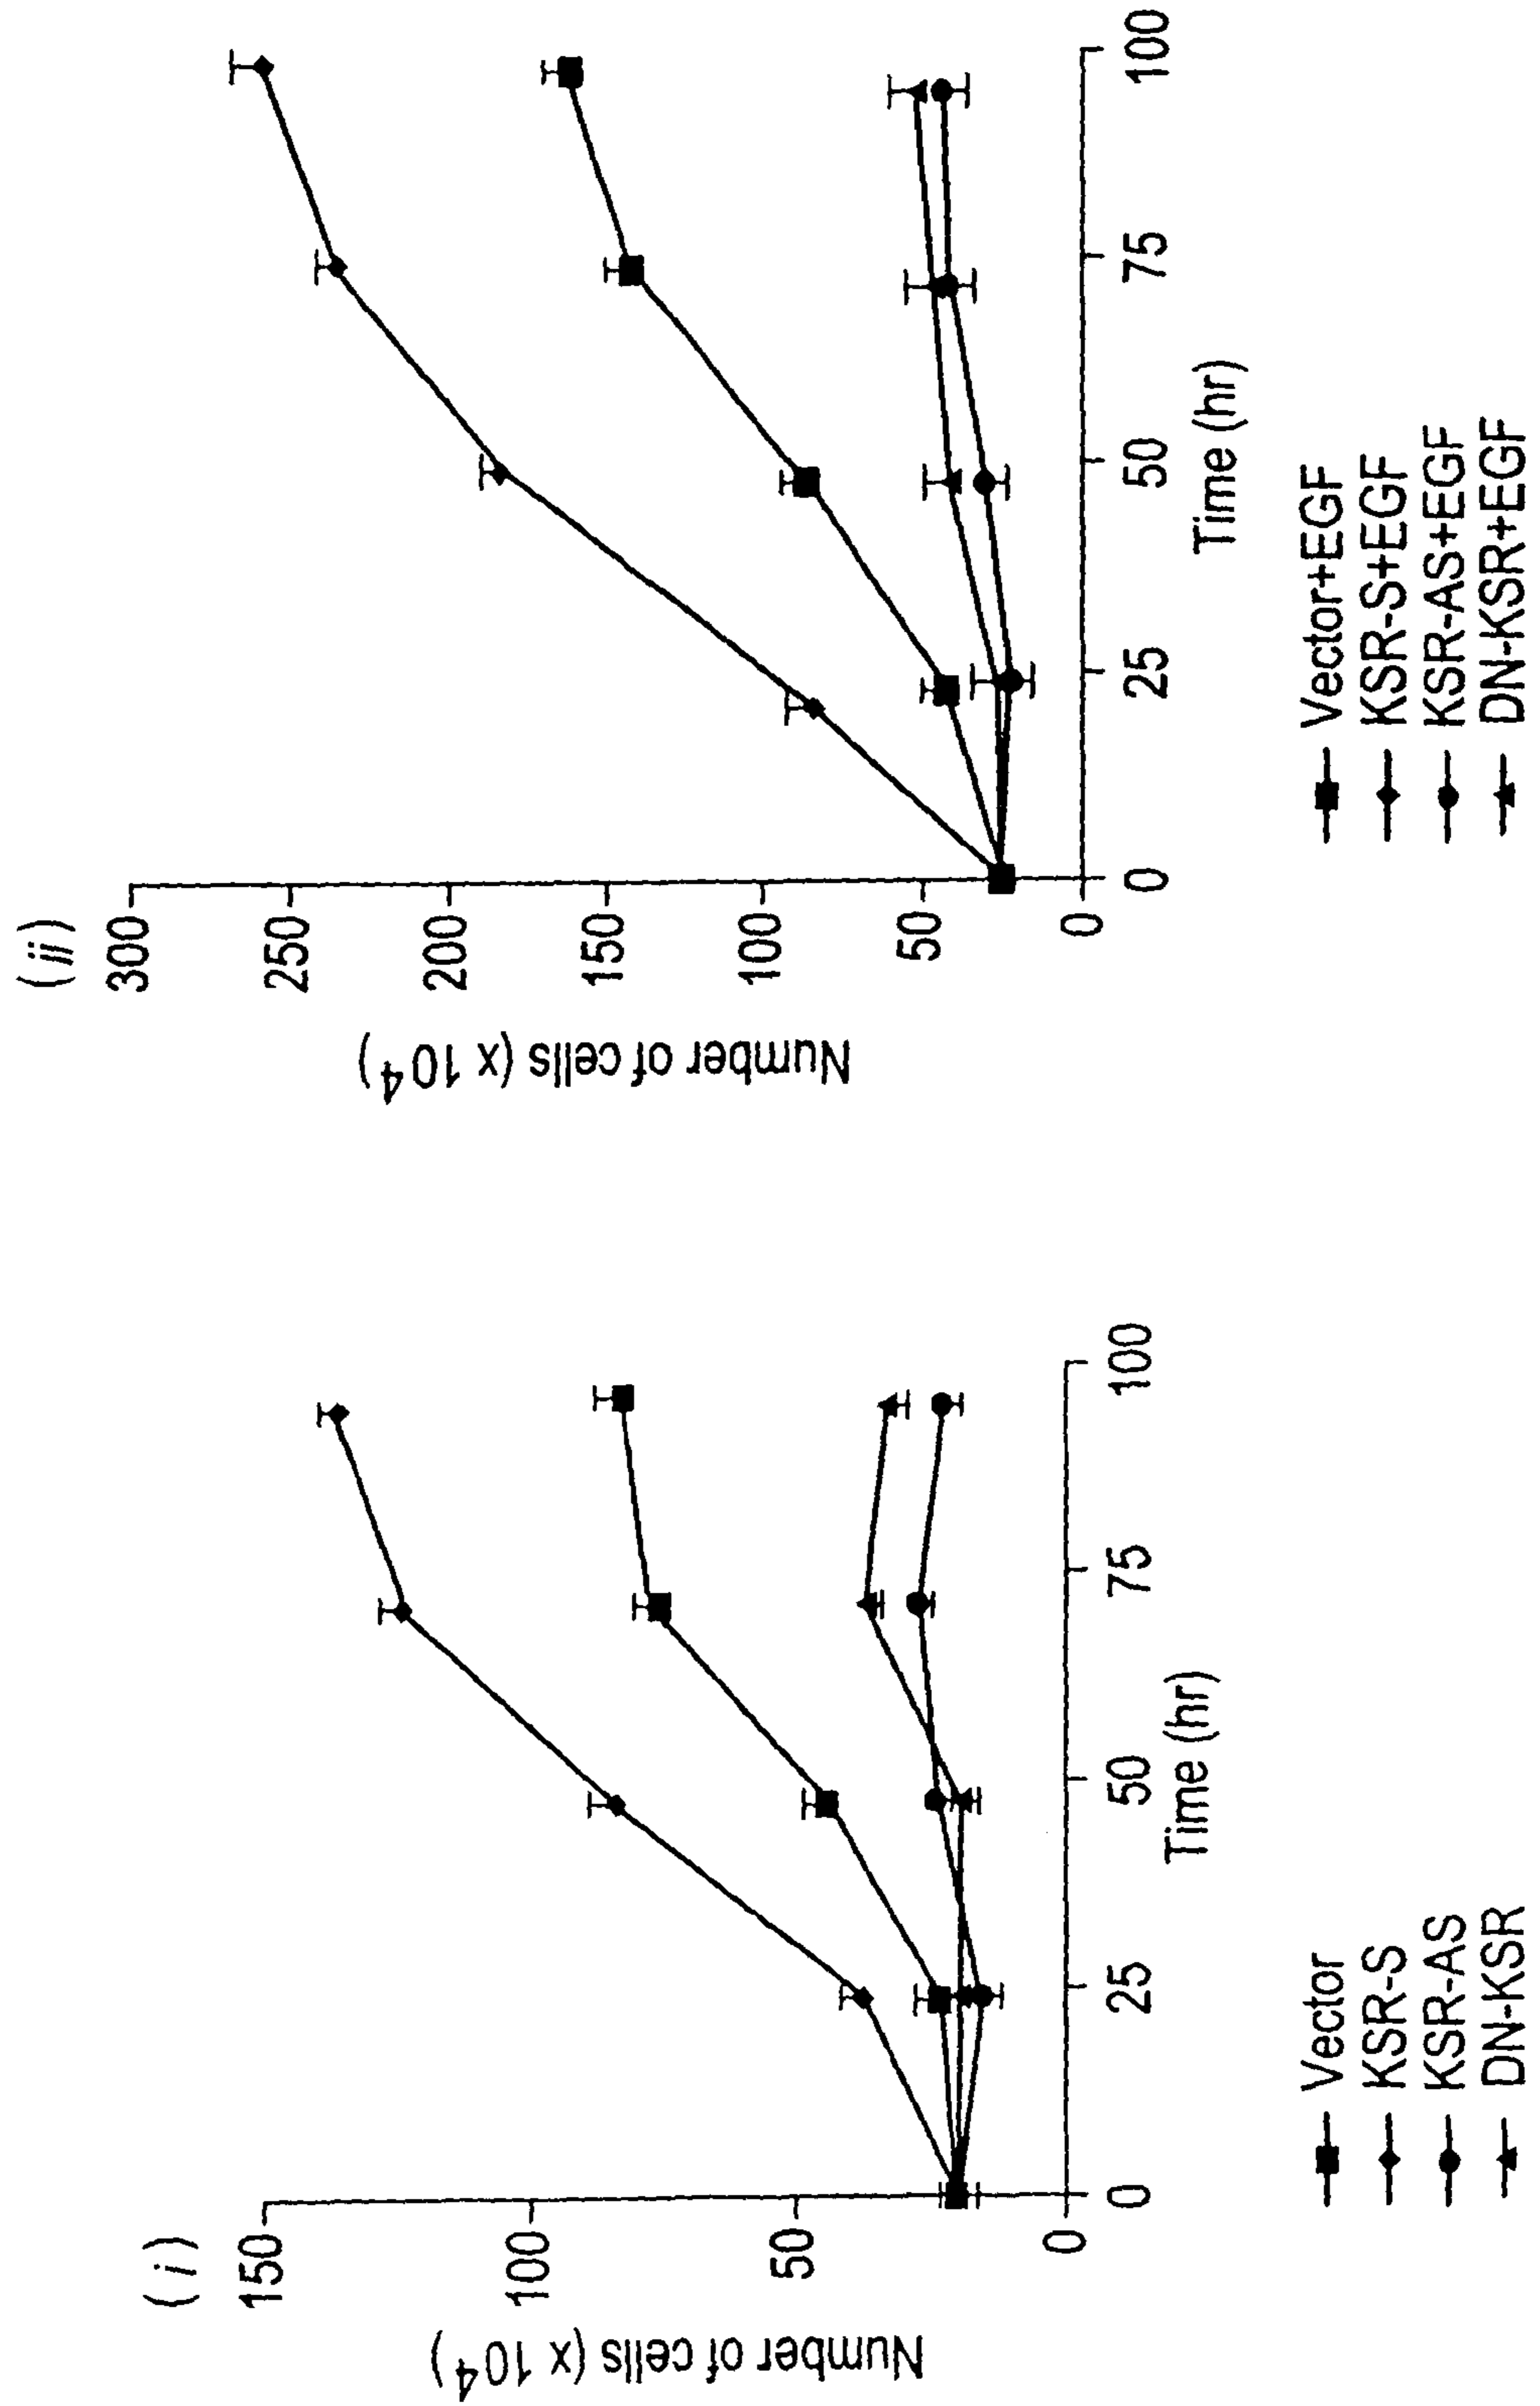 (i)
Number of cells (x 10⁴)
150
100
50
0
0
25
50
75
100
Time (hr)
Vector
KSR-S
KSR-AS
DN-KSR
(ii)
Number of cells (x 10⁴)
300
250
200
150
100
50
0
0
25
50
75
100
Time (hr)
Vector+EGF
KSR-S+EGF
KSR-AS+EGF
DN-KSR+EGF